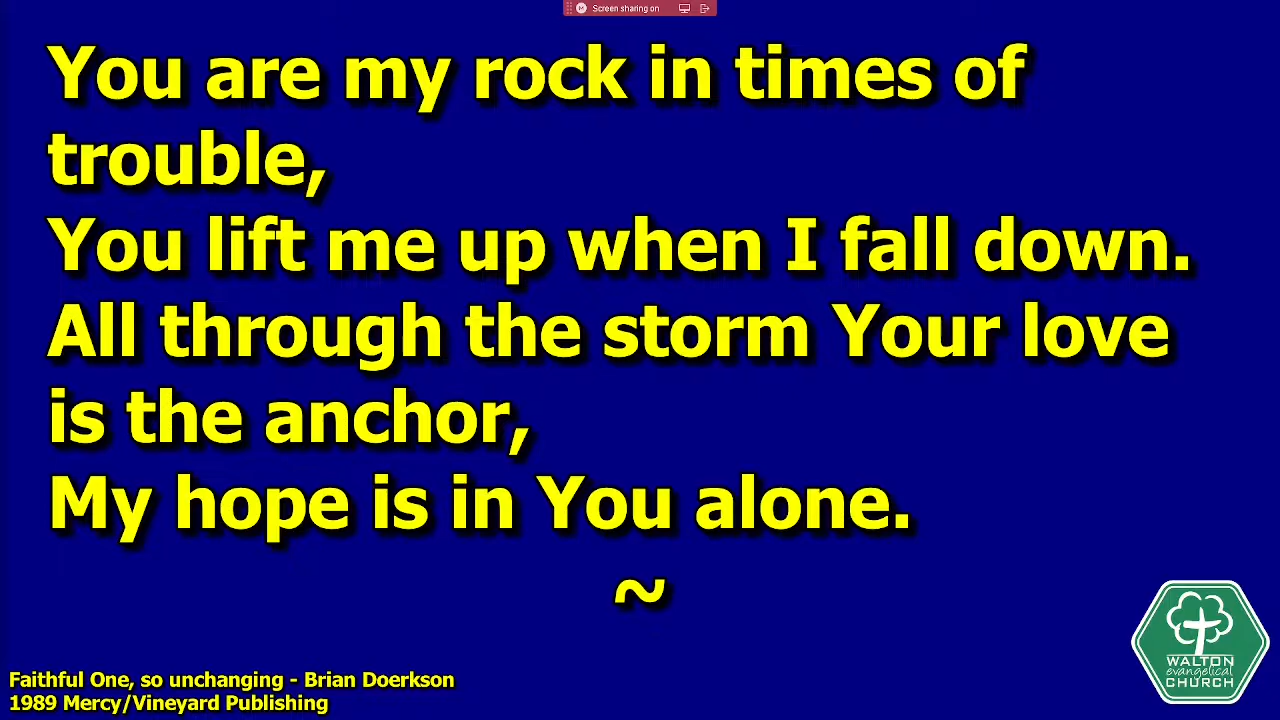 Screen sharing on
You are my rock in times of
trouble,
You lift me up when I fall down.
All through the storm Your love
is the anchor,
My hope is in You alone.
~
Faithful One, so unchanging - Brian Doerkson
1989 Mercy/Vineyard Publishing
WALTON
evangelical
CHURCH